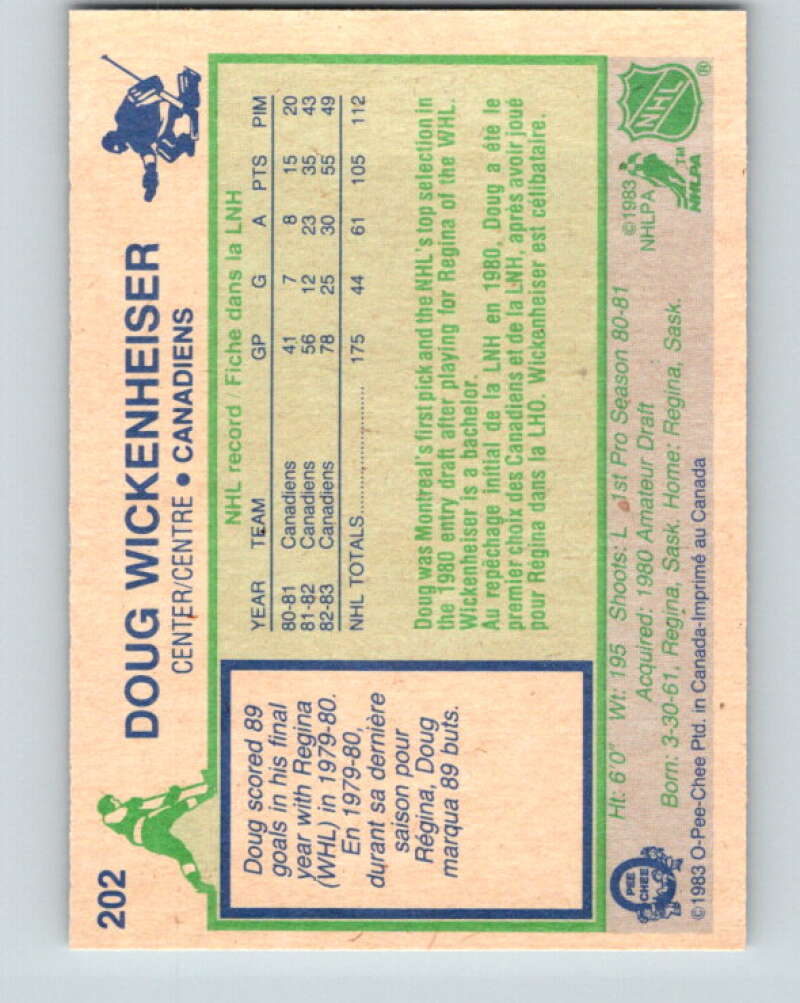 202
DOUG WICKENHEISER
CENTER/CENTRE • CANADIENS
Doug scored 89
goals in his final
year with Regina
(WHL) in 1979-80.
En 1979-80,
durant sa dernière
saison pour
Régina, Doug
marqua 89 buts.
NHL record / Fiche dans la LNH
YEAR TEAM GP G A PTS PIM
80-81 Canadiens 41 7 8 15 20
81-82 Canadiens 56 12 23 35 43
82-83 Canadiens 78 25 30 55 49
NHL TOTALS 175 44 61 105 112
Doug was Montreal's first pick and the NHL's top selection in
the 1980 entry draft after playing for Regina of the WHL.
Wickenheiser is a bachelor.
Au repèchage initial de la LNH en 1980, Doug a éte le
premier choix des Canadiens et de la LNH, après avoir joué
pour Regina dans la LHO. Wickenheiser est célibataire.
Ht: 6'0" Wt: 195 Shoots: L 1st Pro Season 80-81
Acquired: 1980 Amateur Draft
Born: 3-30-61, Regina, Sask. Home: Regina, Sask.
©1983
NHLPA
NHL ®
NHLPA ™
O PEE CHEE
©1983 O-Pee-Chee Ptd. in Canada-Imprimé au Canada